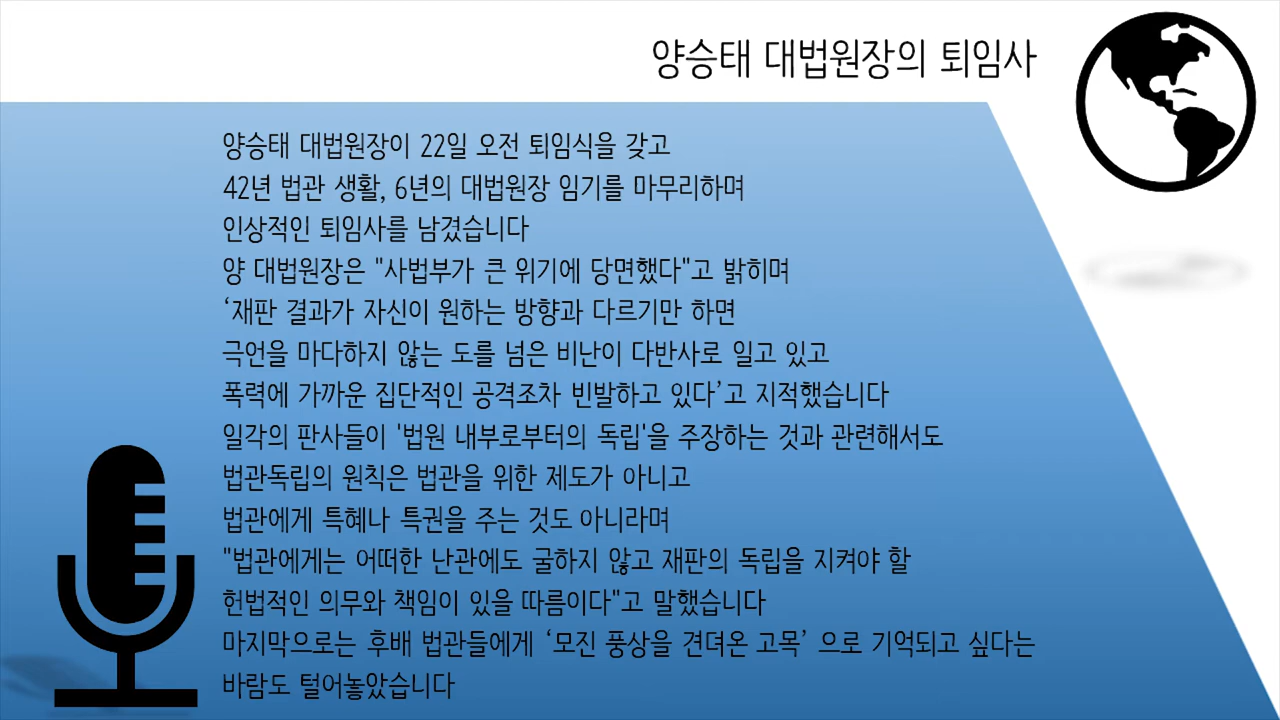 양승태 대법원장의 퇴임사
양승태 대법원장이 22일 오전 퇴임식을 갖고
42년 법관 생활, 6년의 대법원장 임기를 마무리하며
인상적인 퇴임사를 남겼습니다
양 대법원장은 "사법부가 큰 위기에 당면했다"고 밝히며
‘재판 결과가 자신이 원하는 방향과 다르기만 하면
극언을 마다하지 않는 도를 넘은 비난이 다반사로 일고 있고
폭력에 가까운 집단적인 공격조차 빈발하고 있다’고 지적했습니다
일각의 판사들이 '법원 내부로부터의 독립'을 주장하는 것과 관련해서도
법관독립의 원칙은 법관을 위한 제도가 아니고
법관에게 특혜나 특권을 주는 것도 아니라며
"법관에게는 어떠한 난관에도 굴하지 않고 재판의 독립을 지켜야 할
헌법적인 의무와 책임이 있을 따름이다"고 말했습니다
마지막으로는 후배 법관들에게 ‘모진 풍상을 견뎌온 고목’ 으로 기억되고 싶다는
바람도 털어놓았습니다